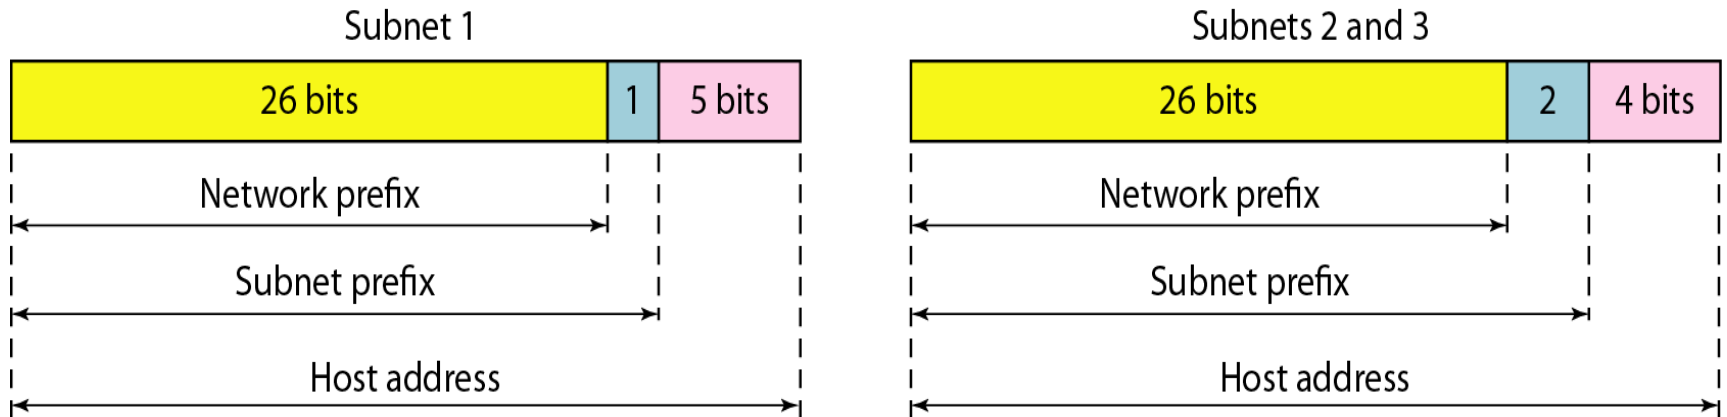 Subnet 1
26 bits 1 5 bits
Network prefix
Subnet prefix
Host address
Subnets 2 and 3
26 bits 2 4 bits
Network prefix
Subnet prefix
Host address